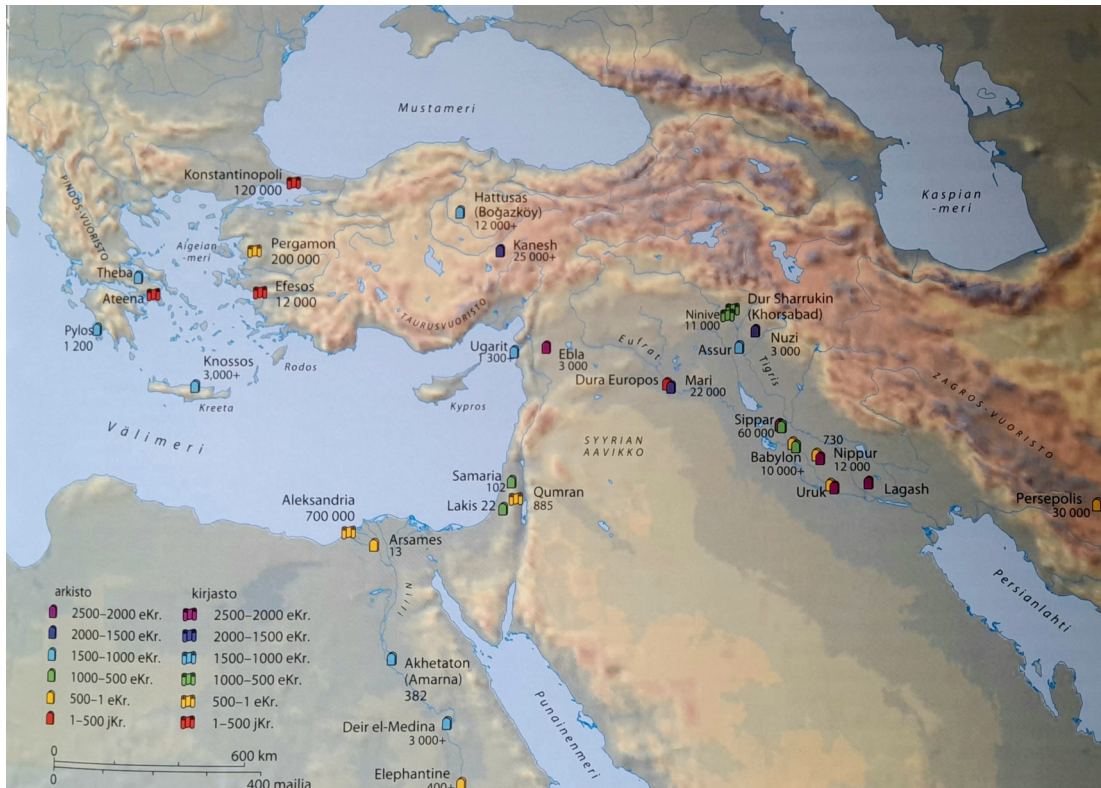 Mustameri
Kaspian
-meri
PINDOS-VUORISTO
Konstantinopoli
120 000
Hattusas
(Boğazköy)
12 000+
Kanesh
25 000+
Aigeian
-meri
Pergamon
200 000
Theba
Ateena
Efesos
12 000
Pylos
1 200
TAURUSVUORISTO
Knossos
3,000+
Rodos
Kreeta
Ugarit
1 300+
Ebla
3 000
Kypros
Eufrat
Dur Sharrukin
(Khorsabad)
Ninive
11 000
Nuzi
3 000
Assur
Tigris
Dura Europos
Mari
22 000
ZAGROS-VUORISTO
Välimeri
SYYRIAN
AAVIKKO
Sippar
60 000
730
Babylon
10 000+
Nippur
12 000
Uruk
Lagash
Persepolis
30 000
Samaria
102
Lakis 22
Qumran
885
Aleksandria
700 000
Arsames
13
Niili
Persianlahti
Akhetaton
(Amarna)
382
Deir el-Medina
3 000+
Punainenmeri
Elephantine
400+
arkisto
2500–2000 eKr.
2000–1500 eKr.
1500–1000 eKr.
1000–500 eKr.
500–1 eKr.
1–500 jKr.
kirjasto
2500–2000 eKr.
2000–1500 eKr.
1500–1000 eKr.
1000–500 eKr.
500–1 eKr.
1–500 jKr.
0
600 km
0
400 mailia